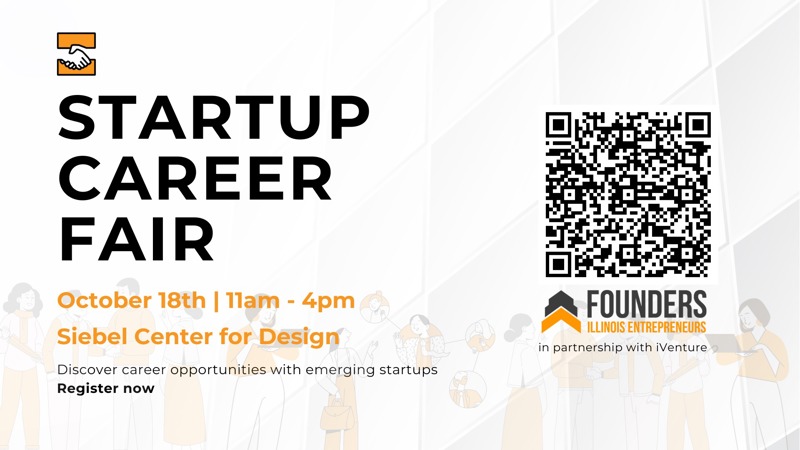 STARTUP
CAREER
FAIR
October 18th | 11am - 4pm
Siebel Center for Design
Discover career opportunities with emerging startups
Register now
FOUNDERS
ILLINOIS ENTREPRENEURS
in partnership with iVenture